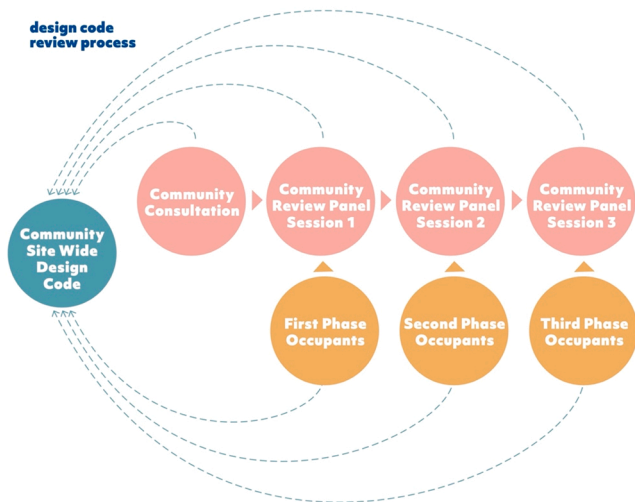 design code
review process
Community
Consultation
Community
Review Panel
Session 1
Community
Review Panel
Session 2
Community
Review Panel
Session 3
Community
Site Wide
Design
Code
First Phase
Occupants
Second Phase
Occupants
Third Phase
Occupants